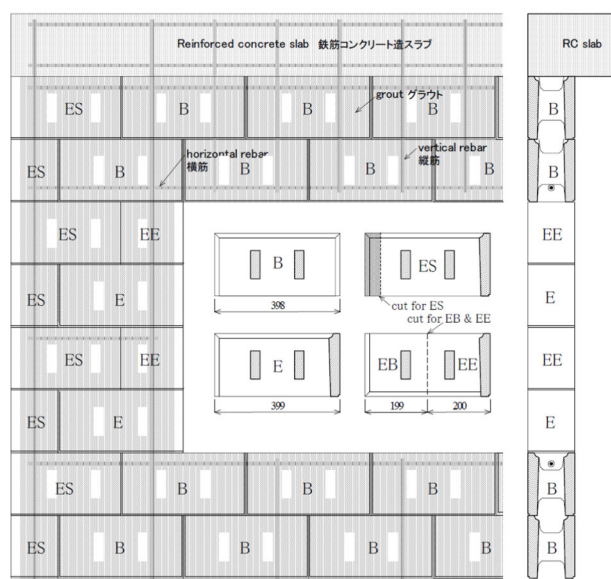 Reinforced concrete slab 鉄筋コンクリート造スラブ
RC slab
ES B B B
grout グラウト
B
ES B B B B
horizontal rebar
横筋
vertical rebar
縦筋
B
ES EE
EE
B
ES
ES E
E
cut for ES
398
cut for EB & EE
ES EE
EE
E
EB EE
399
199 200
ES E
E
ES B B B
B
ES B B B B
B